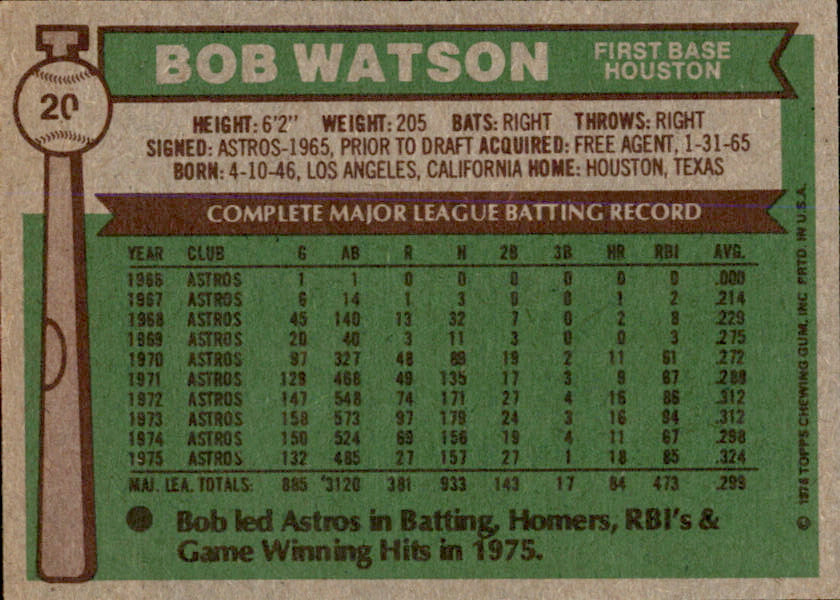 BOB WATSON
FIRST BASE
HOUSTON
20
HEIGHT: 6'2" WEIGHT: 205 BATS: RIGHT THROWS: RIGHT
SIGNED: ASTROS-1965, PRIOR TO DRAFT ACQUIRED: FREE AGENT, 1-31-65
BORN: 4-10-46, LOS ANGELES, CALIFORNIA HOME: HOUSTON, TEXAS
COMPLETE MAJOR LEAGUE BATTING RECORD
YEAR CLUB G AB R H 2B 3B HR RBI AVG.
1966 ASTROS 1 1 0 0 0 0 0 0 .000
1967 ASTROS 6 14 1 3 0 0 1 2 .214
1968 ASTROS 45 140 13 32 7 0 2 8 .229
1969 ASTROS 20 40 3 11 3 0 0 3 .275
1970 ASTROS 97 327 48 89 19 2 11 61 .272
1971 ASTROS 129 468 49 135 17 3 9 67 .288
1972 ASTROS 147 548 74 171 27 4 16 86 .312
1973 ASTROS 158 573 97 179 24 3 16 94 .312
1974 ASTROS 150 524 69 156 19 4 11 67 .298
1975 ASTROS 132 485 27 157 27 1 18 85 .324
MAJ. LEA. TOTALS: 885 3120 381 933 143 17 84 473 .299
Bob led Astros in Batting, Homers, RBI's &
Game Winning Hits in 1975.
© 1976 TOPPS CHEWING GUM, INC. PRTD. IN U.S.A.